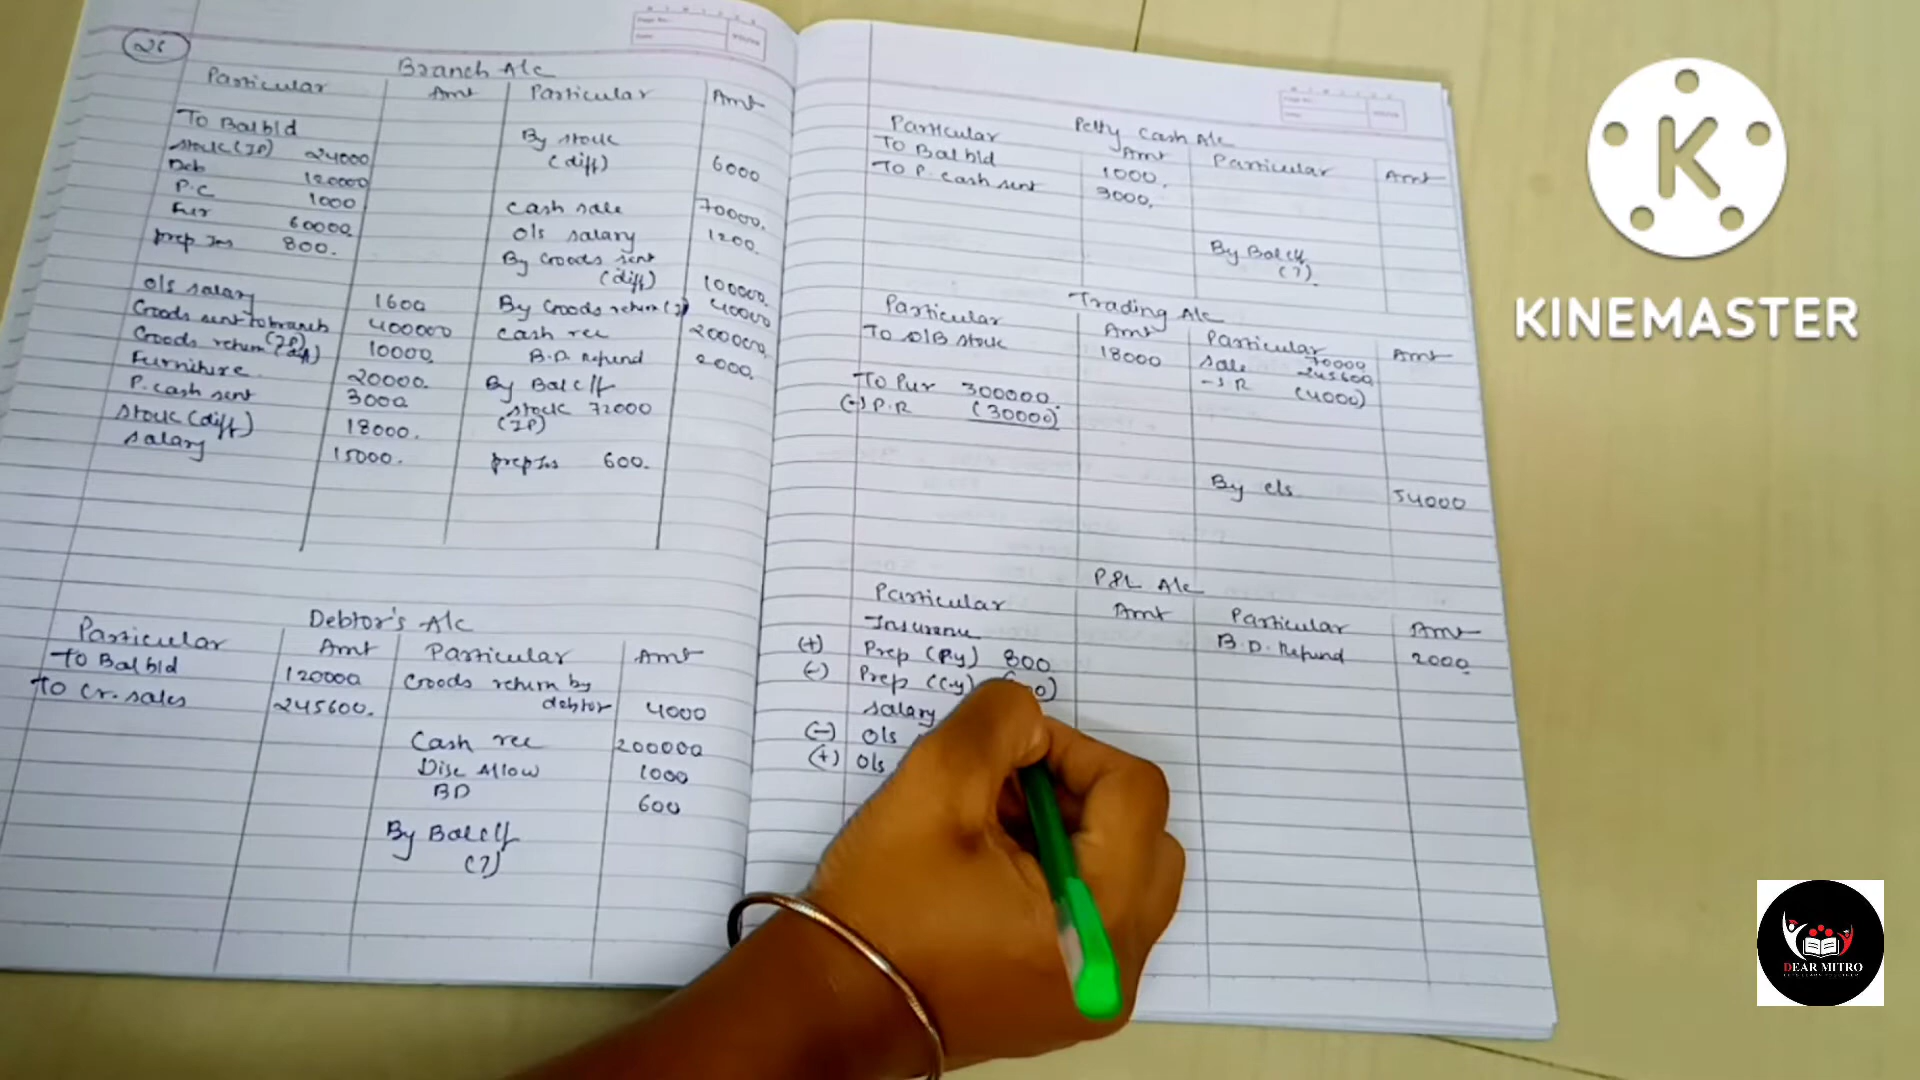 26
Branch A/c
Particular Amt Particular Amt
To Bal b/d By stock
(diff) 6000
Stock (IP) 24000
Deb 120000
P.C 1000 cash sale 70000.
Fur 60000 O/s salary 1200.
prep Ins 800. By Goods sent
(diff) 100000
O/s salary 1600 By Goods return (I) 40000
Goods sent to branch (IP) 400000 cash rec 200000
Goods return 10000. B.D. Refund 2000.
Furniture. 20000. By Bal c/f
P. cash sent 3000 stock 72000
(IP)
Stock (diff) 18000.
salary 15000. prep Ins 600.
Debtor's A/c
Particular Amt Particular Amt
To Bal b/d 120000 Goods return by
debtor 4000
To Cr. sales 245600.
Cash rec 200000
Disc Allow 1000
BD 600
By Bal c/f
(?)
Petty Cash A/c
Particular Amt Particular Amt
To Bal b/d 1000.
To P. cash sent 3000.
By Bal c/f
(?).
Trading A/c
Particular Amt Particular Amt
To O/B stock 18000 sale 70000
245600
- S.R (4000)
To Pur 300000.
(-) P.R (30000)
By c/s 54000
P&L A/c
Particular Amt Particular Amt
Insurance B.D. Refund 2000
(+) Prep (P.y) 800
(-) Prep (C.y)
salary
(-) O/s
(+) O/s
K
KINEMASTER
DEAR MITRO